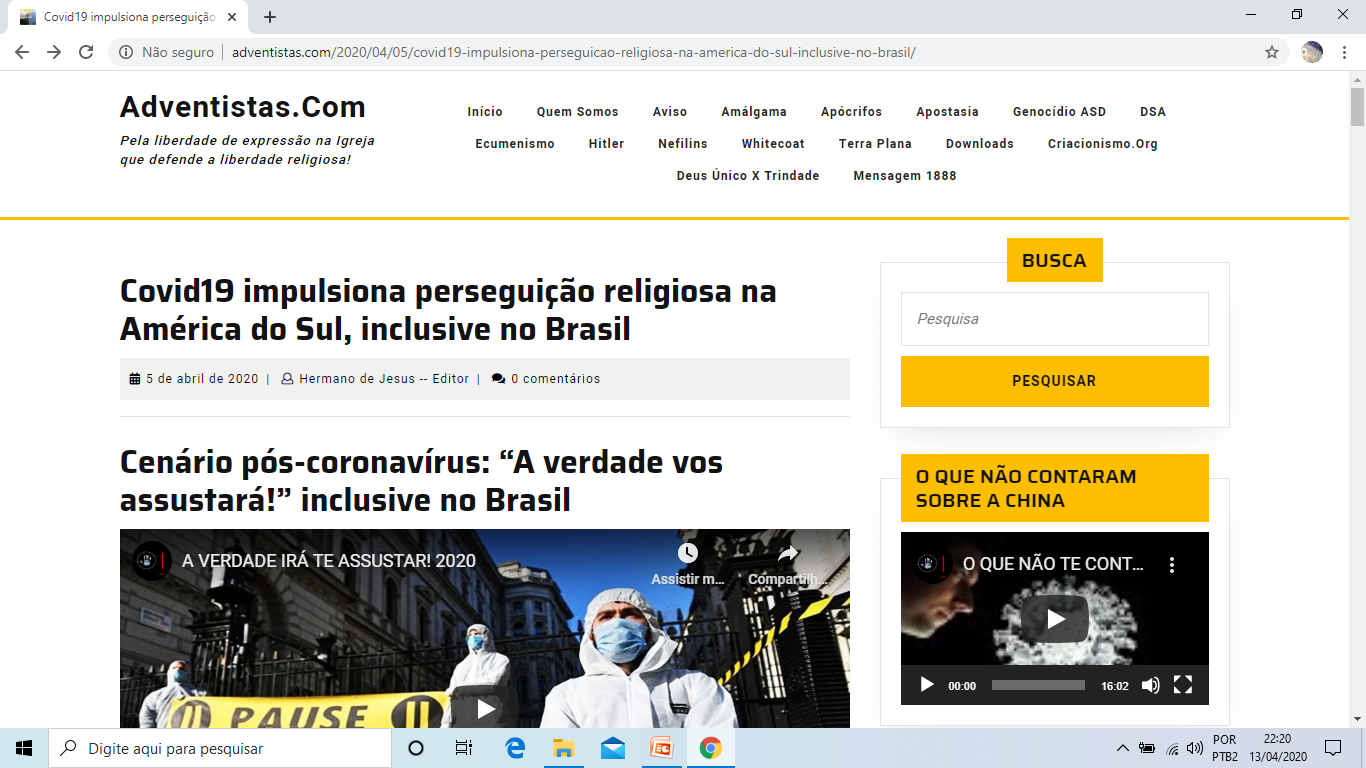 Covid19 impulsiona perseguição
Não seguro
adventistas.com/2020/04/05/covid19-impulsiona-perseguicao-religiosa-na-america-do-sul-inclusive-no-brasil/
Adventistas.Com
Pela liberdade de expressão na Igreja
que defende a liberdade religiosa!
Início Quem Somos Aviso Amálgama Apócrifos Apostasia Genocídio ASD DSA
Ecumenismo Hitler Nefilins Whitecoat Terra Plana Downloads Criacionismo.Org
Deus Único X Trindade Mensagem 1888
Covid19 impulsiona perseguição religiosa na
América do Sul, inclusive no Brasil
5 de abril de 2020 | Hermano de Jesus -- Editor | 0 comentários
Cenário pós-coronavírus: “A verdade vos
assustará!” inclusive no Brasil
A VERDADE IRÁ TE ASSUSTAR! 2020
Assistir m... Compartilh...
PAUSE
BUSCA
Pesquisa
PESQUISAR
O QUE NÃO CONTARAM
SOBRE A CHINA
O QUE NÃO TE CONT...
00:00 16:02
Digite aqui para pesquisar
POR
PTB2
22:20
13/04/2020